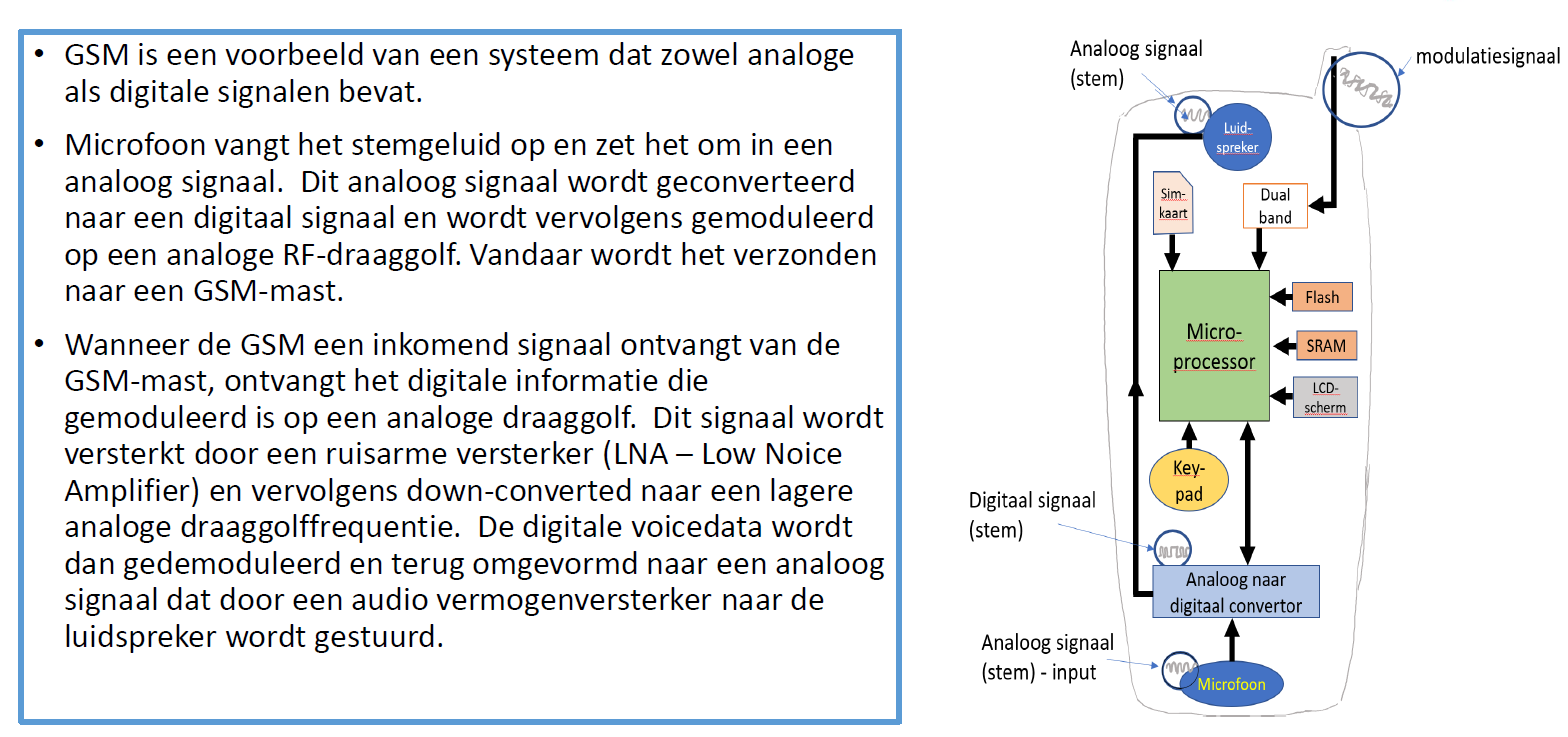 • GSM is een voorbeeld van een systeem dat zowel analoge
als digitale signalen bevat.
• Microfoon vangt het stemgeluid op en zet het om in een
analoog signaal. Dit analoog signaal wordt geconverteerd
naar een digitaal signaal en wordt vervolgens gemoduleerd
op een analoge RF-draaggolf. Vandaar wordt het verzonden
naar een GSM-mast.
• Wanneer de GSM een inkomend signaal ontvangt van de
GSM-mast, ontvangt het digitale informatie die
gemoduleerd is op een analoge draaggolf. Dit signaal wordt
versterkt door een ruisarme versterker (LNA – Low Noice
Amplifier) en vervolgens down-converted naar een lagere
analoge draaggolffrequentie. De digitale voicedata wordt
dan gedemoduleerd en terug omgevormd naar een analoog
signaal dat door een audio vermogenversterker naar de
luidspreker wordt gestuurd.
Analoog signaal
(stem)
modulatiesignaal
Luid-
spreker
Sim-
kaart
Dual
band
Flash
Micro-
processor
SRAM
LCD-
scherm
Key-
pad
Digitaal signaal
(stem)
Analoog naar
digitaal convertor
Analoog signaal
(stem) - input
Microfoon